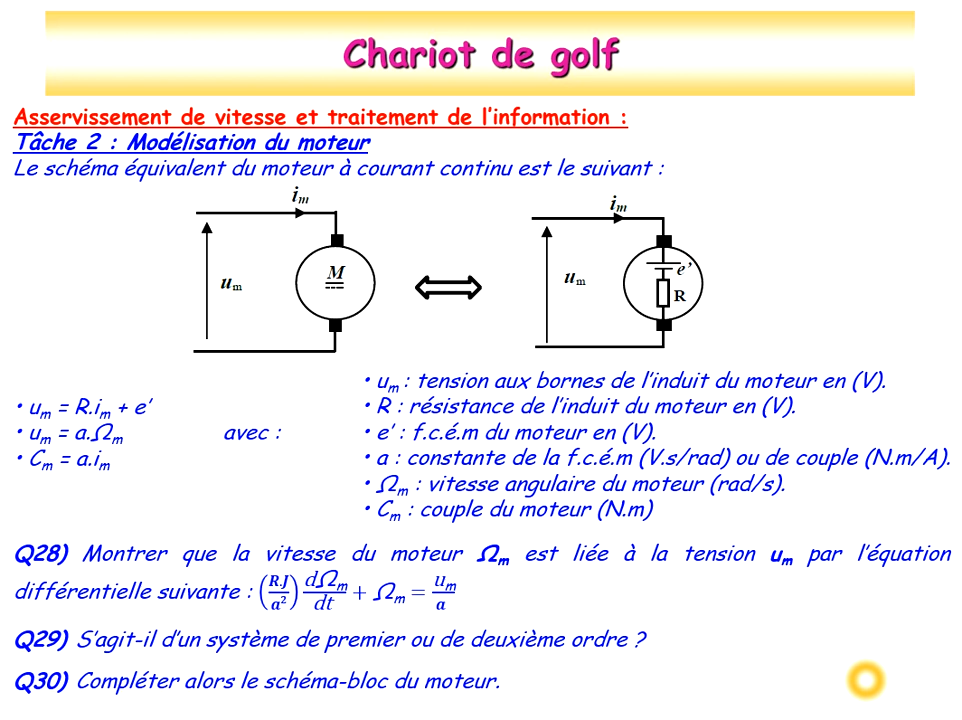 Chariot de golf
Asservissement de vitesse et traitement de l'information :
Tâche 2 : Modélisation du moteur
Le schéma équivalent du moteur à courant continu est le suivant :
im
um
M
im
um
e'
R
• um = R.im + e'
• um = a.Ωm
• Cm = a.im
avec :
• um : tension aux bornes de l'induit du moteur en (V).
• R : résistance de l'induit du moteur en (V).
• e' : f.c.é.m du moteur en (V).
• a : constante de la f.c.é.m (V.s/rad) ou de couple (N.m/A).
• Ωm : vitesse angulaire du moteur (rad/s).
• Cm : couple du moteur (N.m)
Q28) Montrer que la vitesse du moteur Ωm est liée à la tension um par l'équation
différentielle suivante : (R.J/a²) dΩm/dt + Ωm = um/a
Q29) S'agit-il d'un système de premier ou de deuxième ordre ?
Q30) Compléter alors le schéma-bloc du moteur.